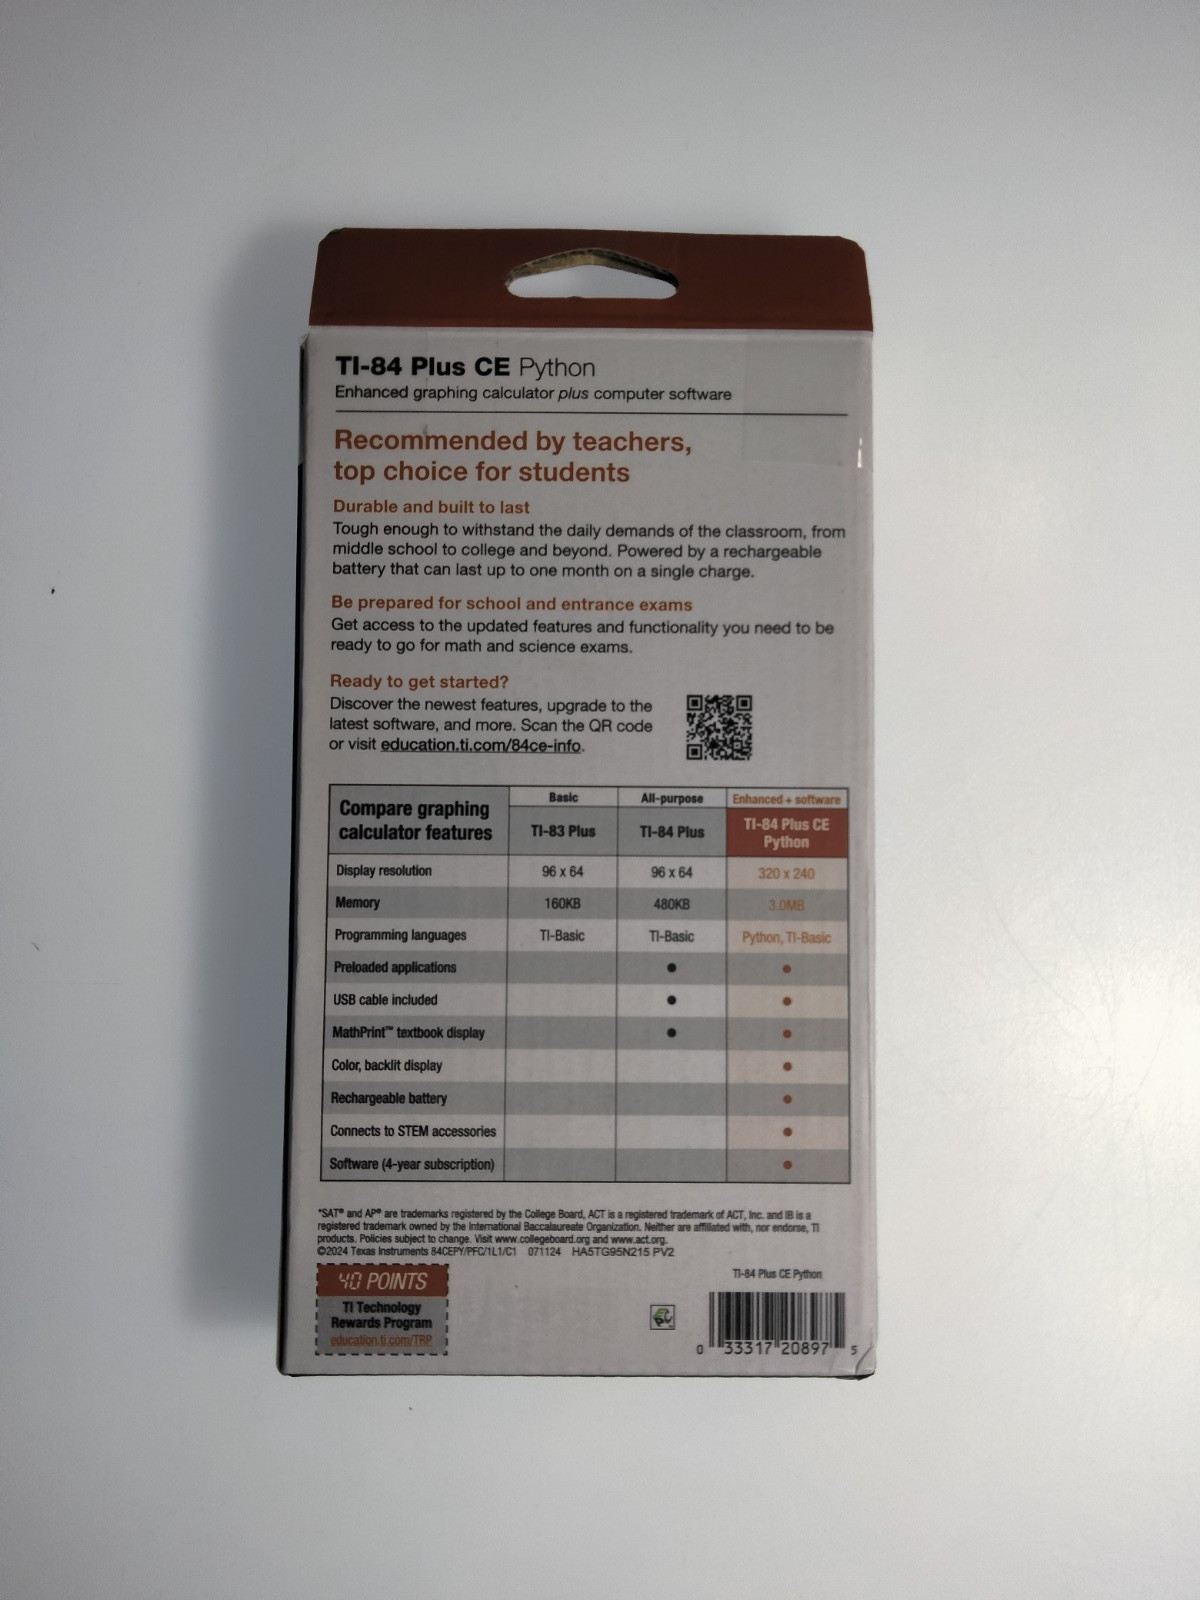 TI-84 Plus CE Python
Enhanced graphing calculator plus computer software
Recommended by teachers,
top choice for students
Durable and built to last
Tough enough to withstand the daily demands of the classroom, from
middle school to college and beyond. Powered by a rechargeable
battery that can last up to one month on a single charge.
Be prepared for school and entrance exams
Get access to the updated features and functionality you need to be
ready to go for math and science exams.
Ready to get started?
Discover the newest features, upgrade to the
latest software, and more. Scan the QR code
or visit education.ti.com/84ce-info.
Compare graphing
calculator features
Basic All-purpose Enhanced + software
TI-83 Plus TI-84 Plus TI-84 Plus CE
Python
Display resolution 96 x 64 96 x 64 320 x 240
Memory 160KB 480KB 3.0MB
Programming languages TI-Basic TI-Basic Python, TI-Basic
Preloaded applications • •
USB cable included • •
MathPrint™ textbook display • •
Color, backlit display •
Rechargeable battery •
Connects to STEM accessories •
Software (4-year subscription) •
*SAT® and AP® are trademarks registered by the College Board, ACT is a registered trademark of ACT, Inc. and IB is a
registered trademark owned by the International Baccalaureate Organization. Neither are affiliated with, nor endorse, TI
products. Policies subject to change. Visit www.collegeboard.org and www.act.org.
©2024 Texas Instruments 84CEPY/PFC/1L1/C1 071124 HA5TG95N215 PV2
40 POINTS
TI Technology
Rewards Program
education.ti.com/TRP
TI-84 Plus CE Python
0 33317 20897 5